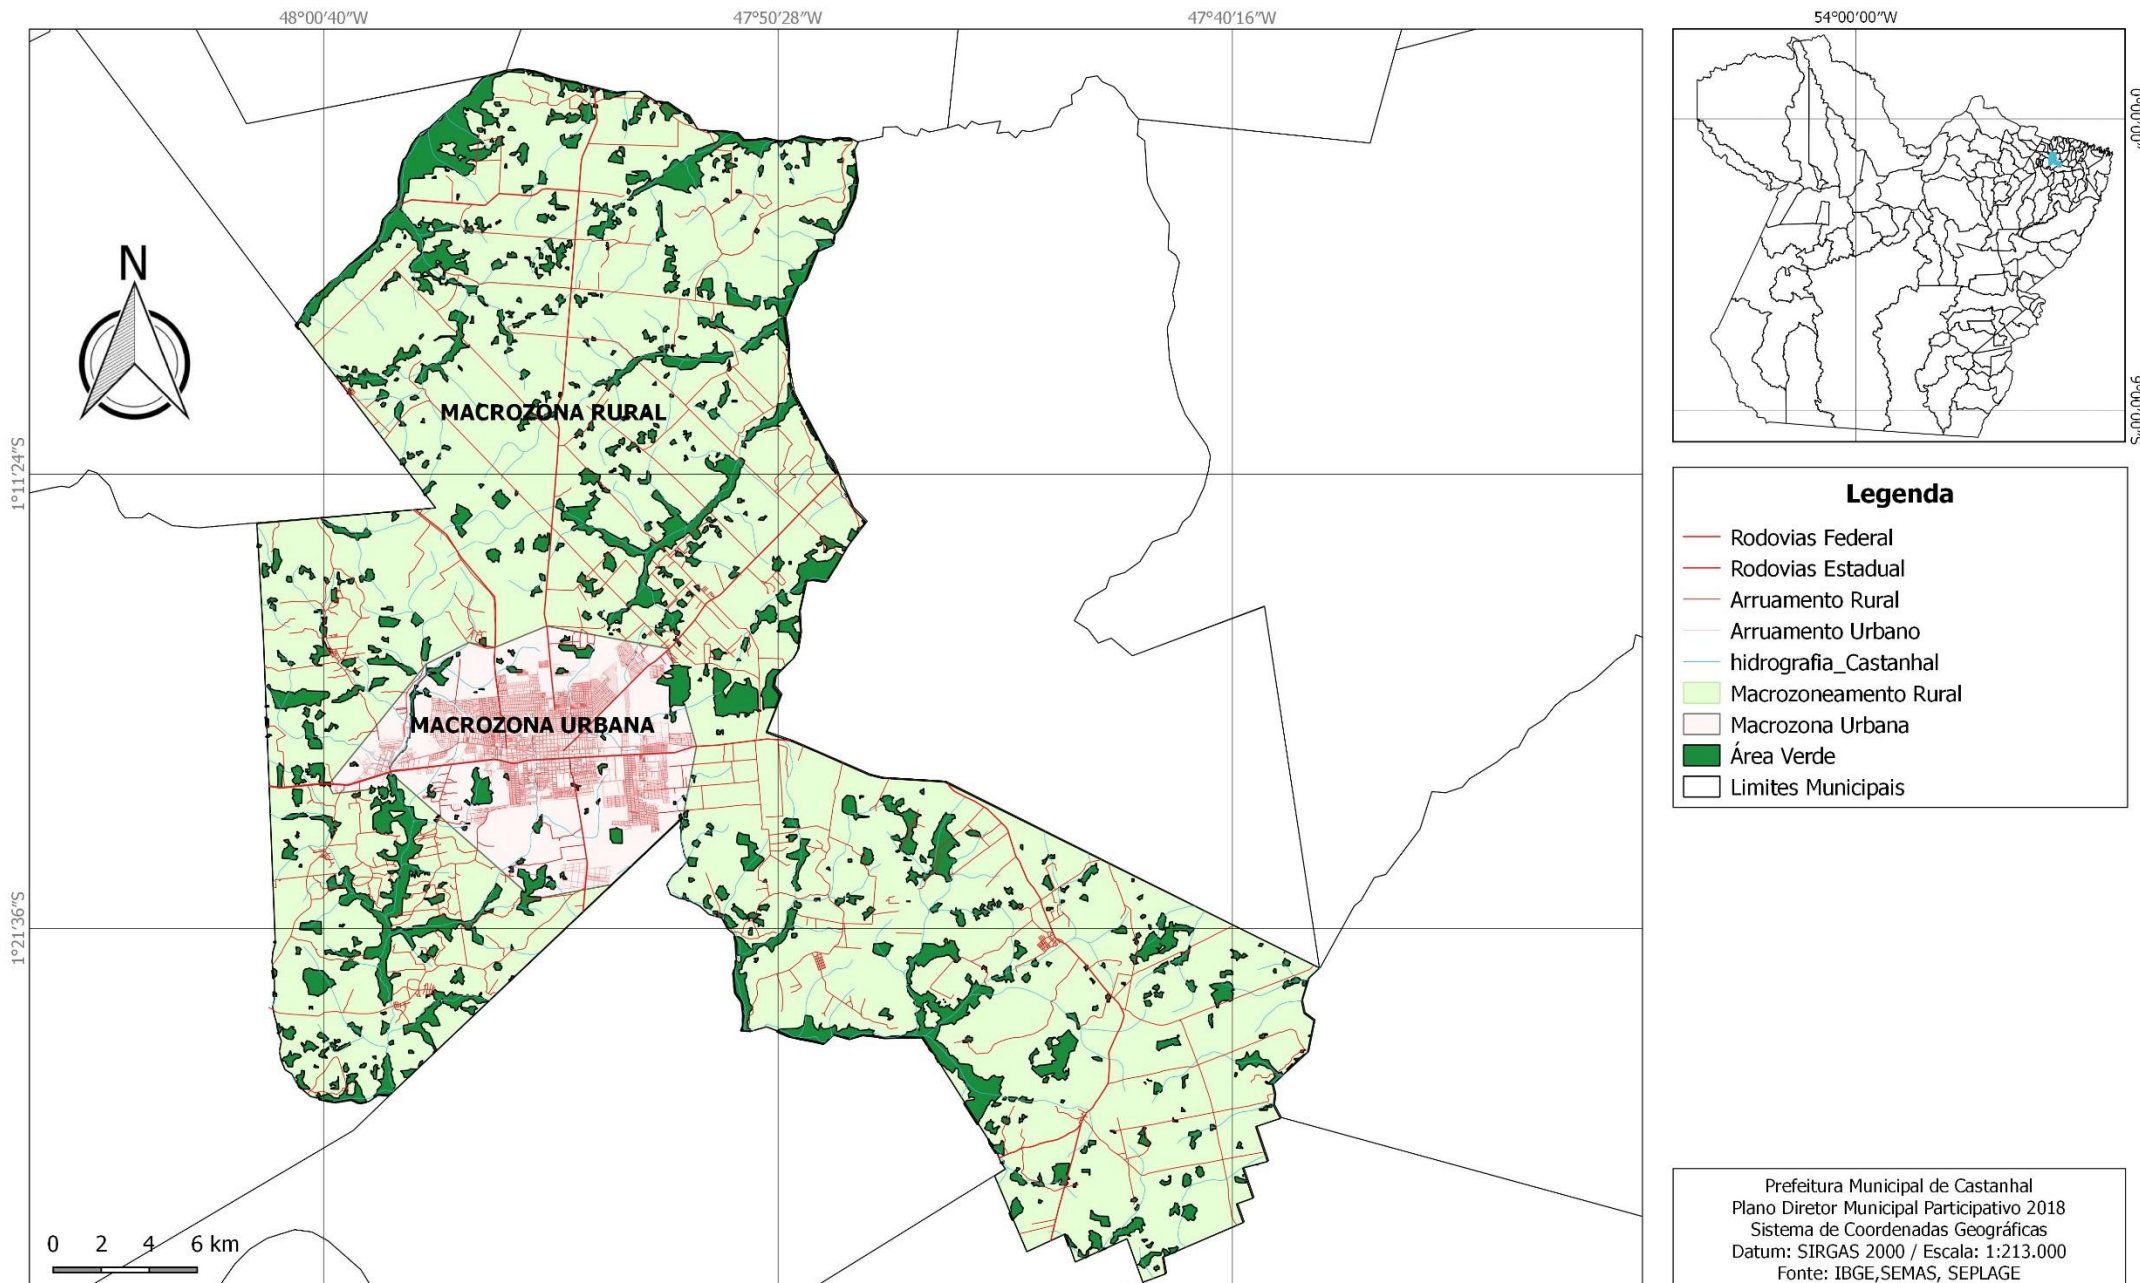 48°00'40"W
47°50'28"W
47°40'16"W
54°00'00"W
0°00'00"
N
MACROZONA RURAL
1°11'24"S
Legenda
Rodovias Federal
Rodovias Estadual
Arruamento Rural
Arruamento Urbano
hidrografia_Castanhal
Macrozoneamento Rural
Macrozona Urbana
Área Verde
Limites Municipais
9°00'00"S
MACROZONA URBANA
1°21'36"S
0 2 4 6 km
Prefeitura Municipal de Castanhal
Plano Diretor Municipal Participativo 2018
Sistema de Coordenadas Geográficas
Datum: SIRGAS 2000 / Escala: 1:213.000
Fonte: IBGE,SEMAS, SEPLAGE